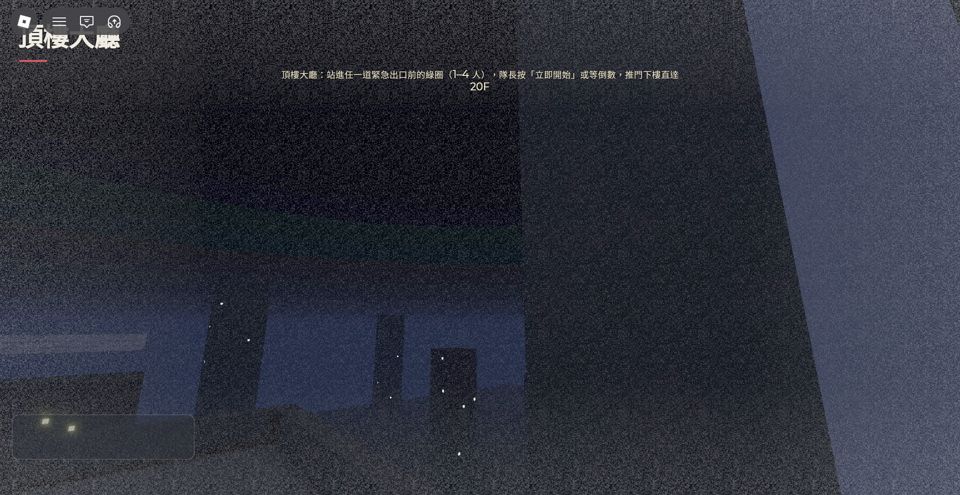 頂樓大廳
頂樓大廳：站進任一道緊急出口前的綠圈（1–4 人），隊長按「立即開始」或等倒數，推門下樓直達
20F